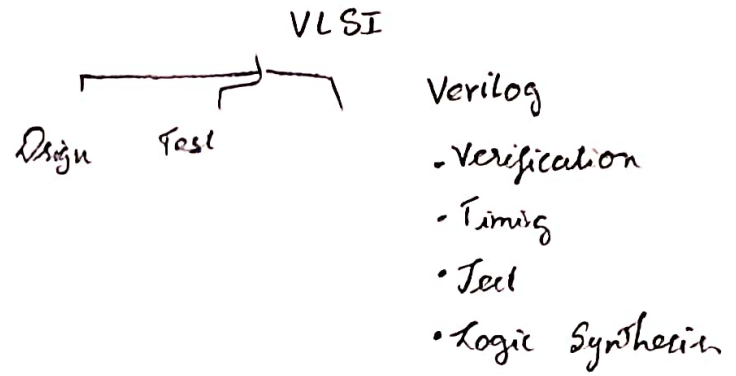 VLSI
Design Test
Verilog
- Verification
- Timing
• Test
• Logic Synthesis